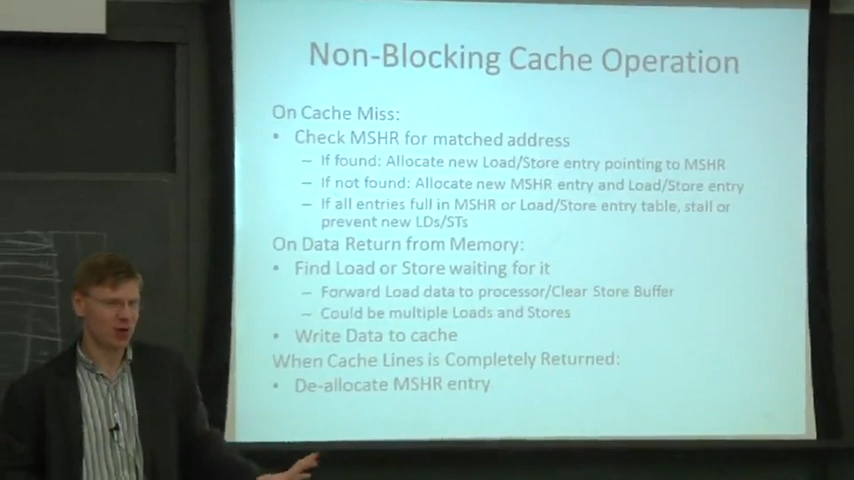 Non-Blocking Cache Operation
On Cache Miss:
• Check MSHR for matched address
– If found: Allocate new Load/Store entry pointing to MSHR
– If not found: Allocate new MSHR entry and Load/Store entry
– If all entries full in MSHR or Load/Store entry table, stall or
prevent new LDs/STs
On Data Return from Memory:
• Find Load or Store waiting for it
– Forward Load data to processor/Clear Store Buffer
– Could be multiple Loads and Stores
• Write Data to cache
When Cache Lines is Completely Returned:
• De-allocate MSHR entry